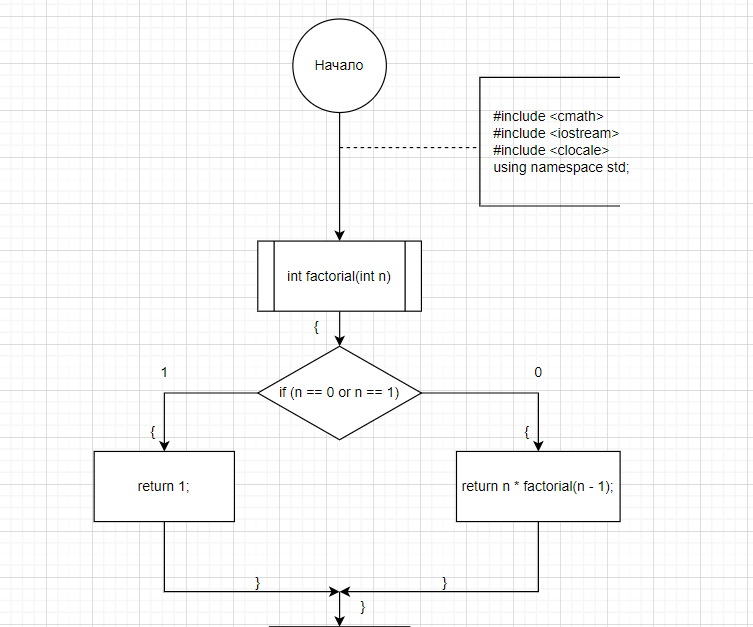 Начало
#include <cmath>
#include <iostream>
#include <clocale>
using namespace std;
int factorial(int n)
{
1
0
if (n == 0 or n == 1)
{
{
return 1;
return n * factorial(n - 1);
}
}
}